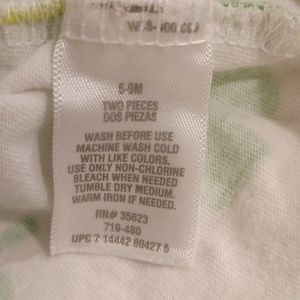 6-9M
TWO PIECES
DOS PIEZAS
WASH BEFORE USE
MACHINE WASH COLD
WITH LIKE COLORS.
USE ONLY NON-CHLORINE
BLEACH WHEN NEEDED
TUMBLE DRY MEDIUM.
WARM IRON IF NEEDED.
RN# 35623
719-480
UPC 7 14442 60427 5